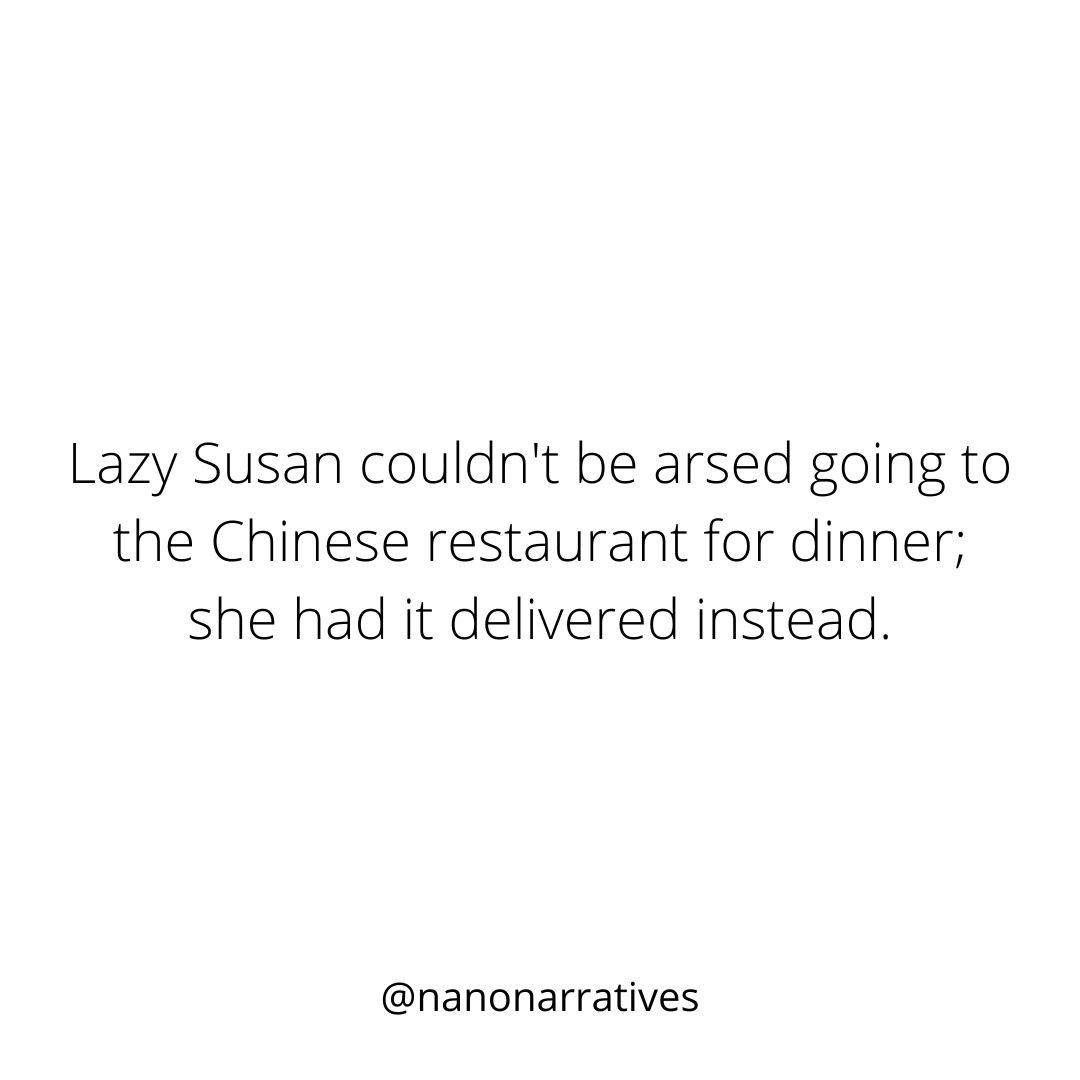 Lazy Susan couldn't be arsed going to
the Chinese restaurant for dinner;
she had it delivered instead.
@nanonarratives